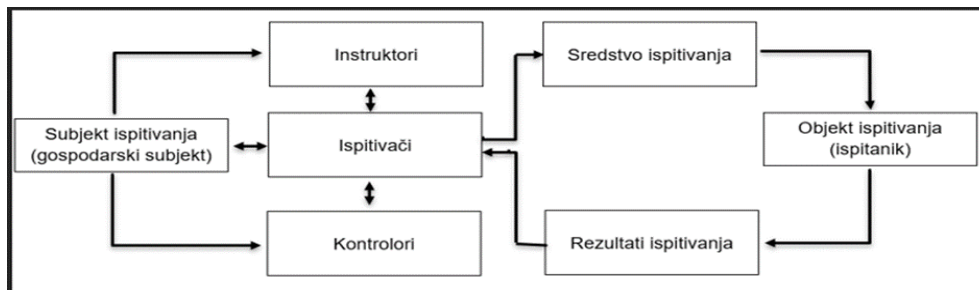 Instruktori
Sredstvo ispitivanja
Subjekt ispitivanja
(gospodarski subjekt)
Ispitivači
Objekt ispitivanja
(ispitanik)
Kontrolori
Rezultati ispitivanja